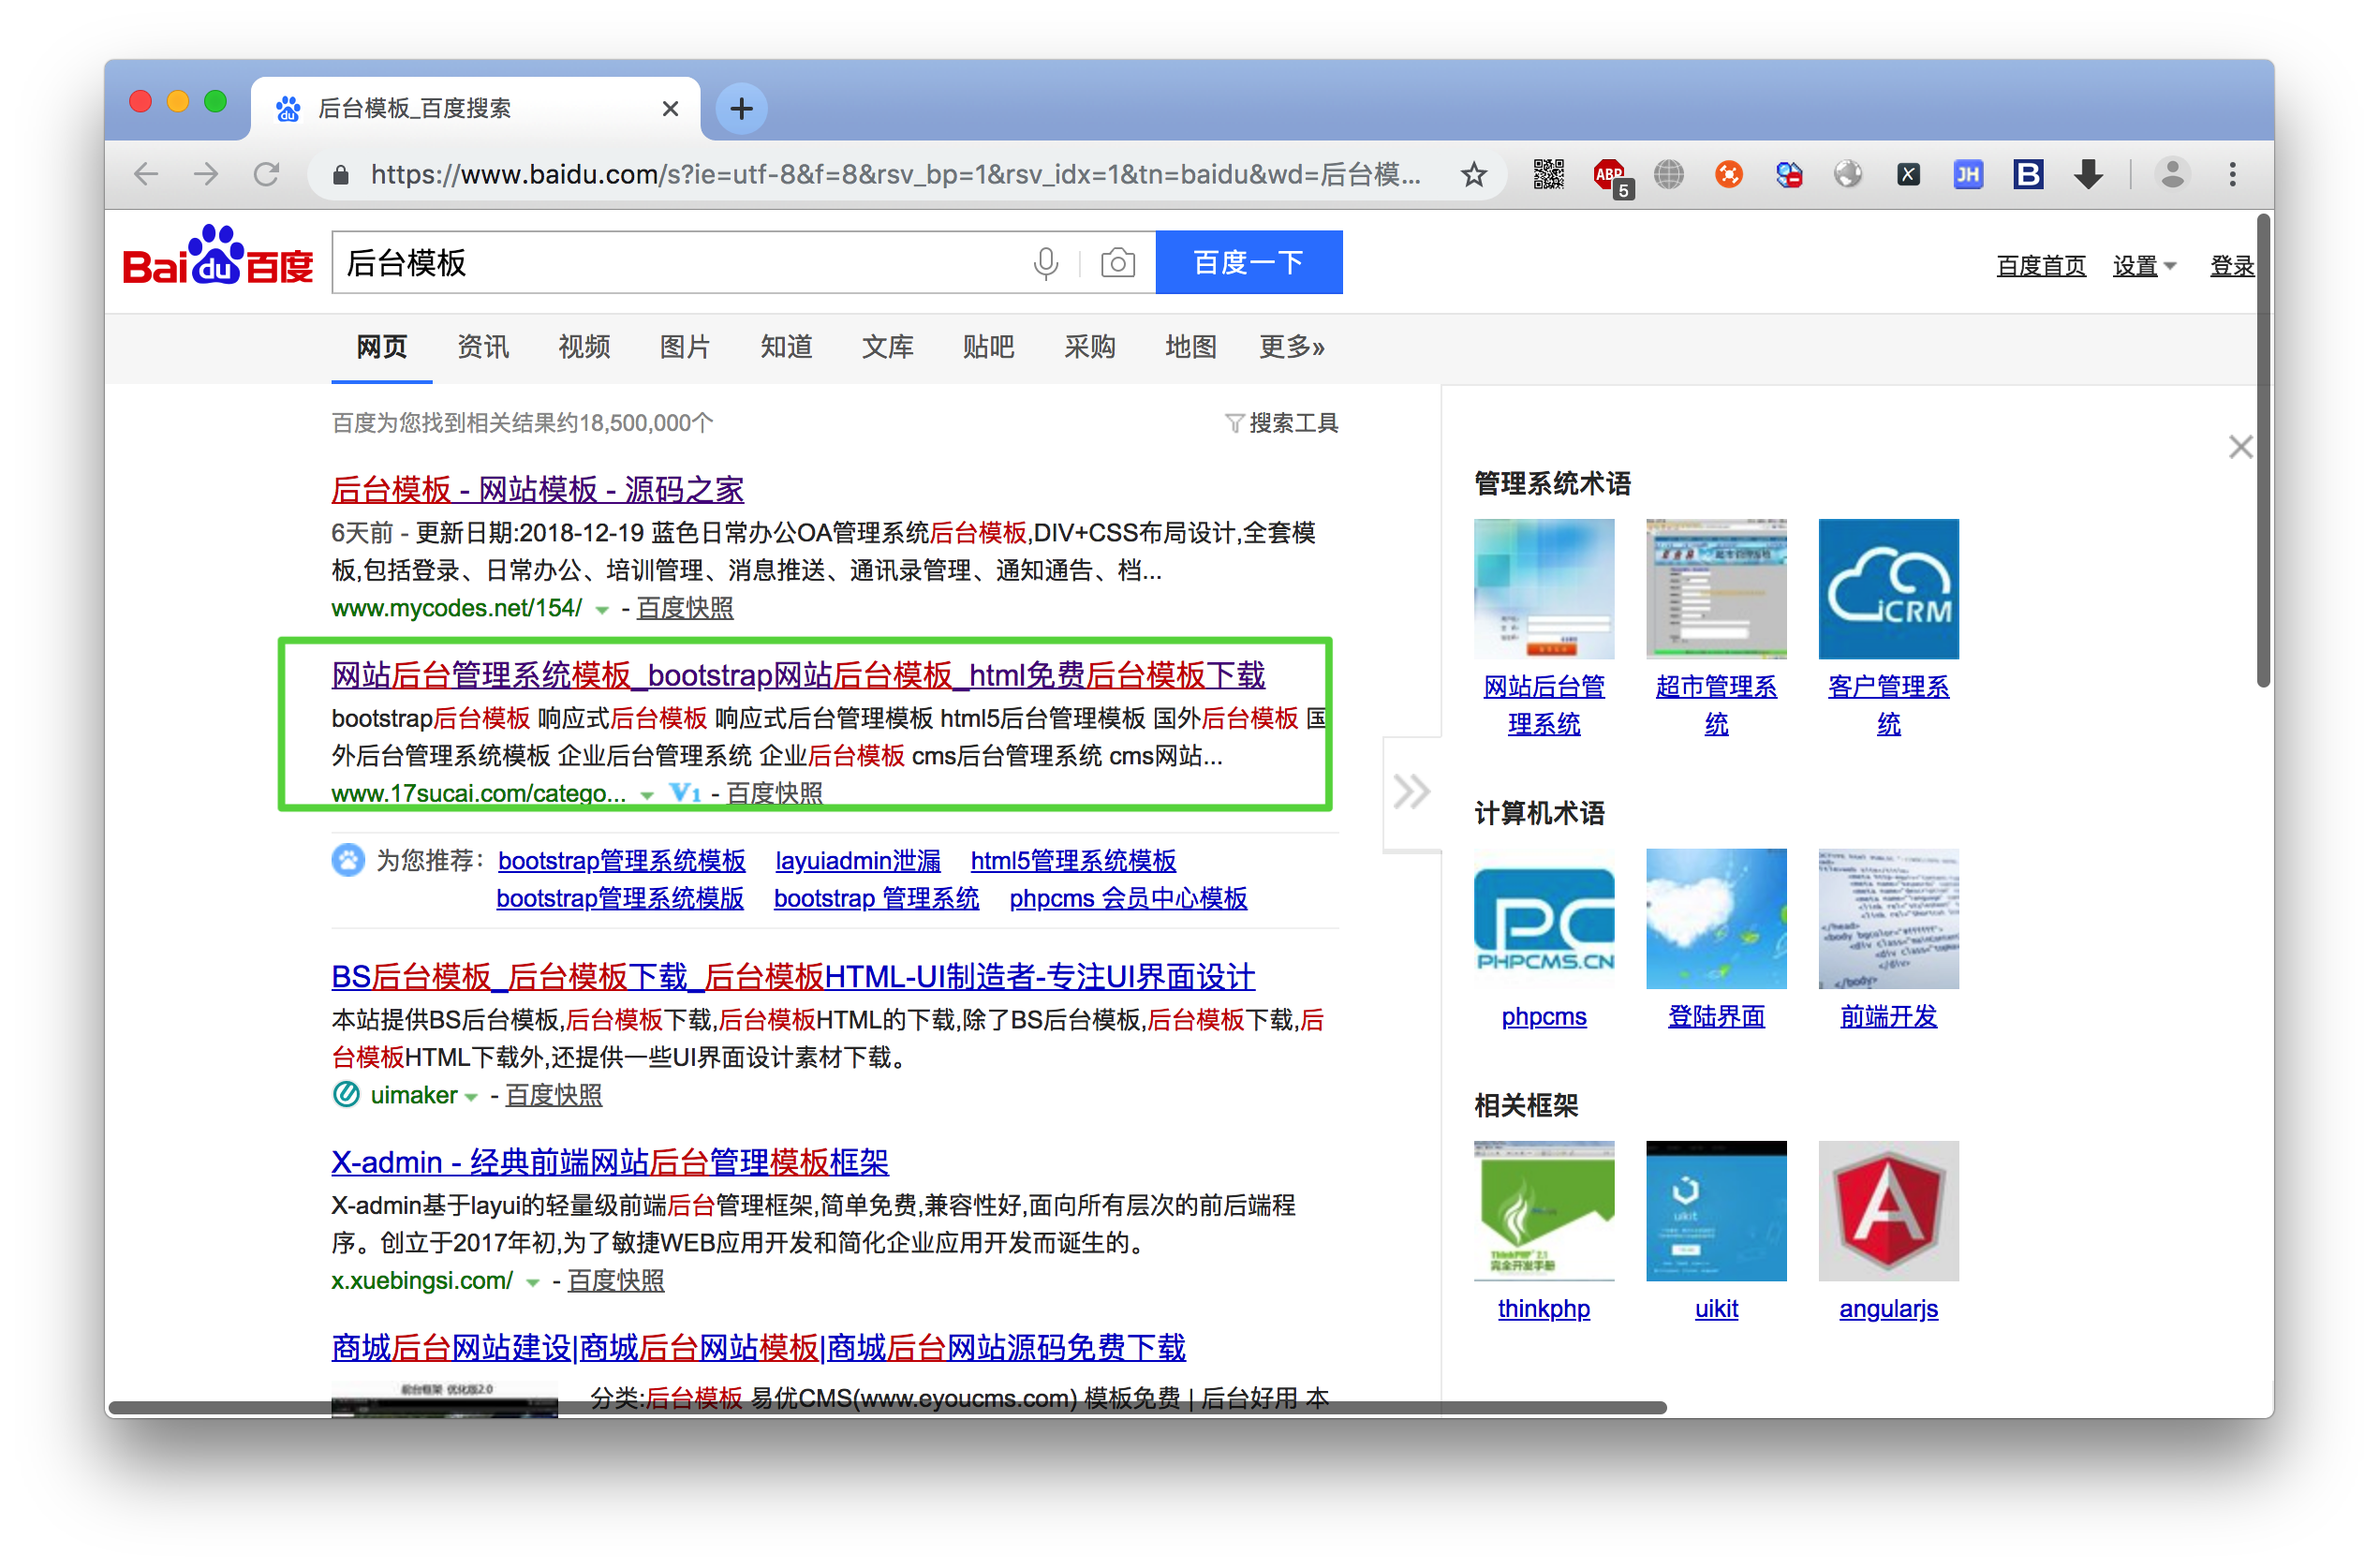 后台模板_百度搜索
https://www.baidu.com/s?ie=utf-8&f=8&rsv_bp=1&rsv_idx=1&tn=baidu&wd=后台模...
ABP
5
X
JH
B
Bai du 百度
后台模板
百度一下
百度首页 设置 登录
网页 资讯 视频 图片 知道 文库 贴吧 采购 地图 更多»
百度为您找到相关结果约18,500,000个
搜索工具
后台模板 - 网站模板 - 源码之家
6天前 - 更新日期:2018-12-19 蓝色日常办公OA管理系统后台模板,DIV+CSS布局设计,全套模
板,包括登录、日常办公、培训管理、消息推送、通讯录管理、通知通告、档...
www.mycodes.net/154/ - 百度快照
网站后台管理系统模板_bootstrap网站后台模板_html免费后台模板下载
bootstrap后台模板 响应式后台模板 响应式后台管理模板 html5后台管理模板 国外后台模板 国
外后台管理系统模板 企业后台管理系统 企业后台模板 cms后台管理系统 cms网站...
www.17sucai.com/catego... V1 - 百度快照
为您推荐: bootstrap管理系统模板 layuiadmin泄漏 html5管理系统模板
bootstrap管理系统模版 bootstrap 管理系统 phpcms 会员中心模板
BS后台模板_后台模板下载_后台模板HTML-UI制造者-专注UI界面设计
本站提供BS后台模板,后台模板下载,后台模板HTML的下载,除了BS后台模板,后台模板下载,后
台模板HTML下载外,还提供一些UI界面设计素材下载。
uimaker - 百度快照
X-admin - 经典前端网站后台管理模板框架
X-admin基于layui的轻量级前端后台管理框架,简单免费,兼容性好,面向所有层次的前后端程
序。创立于2017年初,为了敏捷WEB应用开发和简化企业应用开发而诞生的。
x.xuebingsi.com/ - 百度快照
商城后台网站建设|商城后台网站模板|商城后台网站源码免费下载
分类:后台模板 易优CMS(www.eyoucms.com) 模板免费 | 后台好用 本
管理系统术语
iCRM
网站后台管
理系统
超市管理系
统
客户管理系
统
计算机术语
PC
PHPCMS.CN
phpcms
登陆界面
前端开发
相关框架
ThinkPHP 2.1
完全开发手册
uikit
A
thinkphp
uikit
angularjs